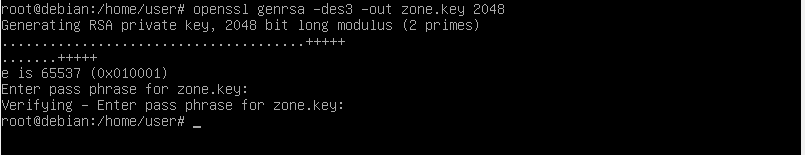 root@debian:/home/user# openssl genrsa -des3 -out zone.key 2048
Generating RSA private key, 2048 bit long modulus (2 primes)
......................................+++++
.......+++++
e is 65537 (0x010001)
Enter pass phrase for zone.key:
Verifying - Enter pass phrase for zone.key:
root@debian:/home/user# _